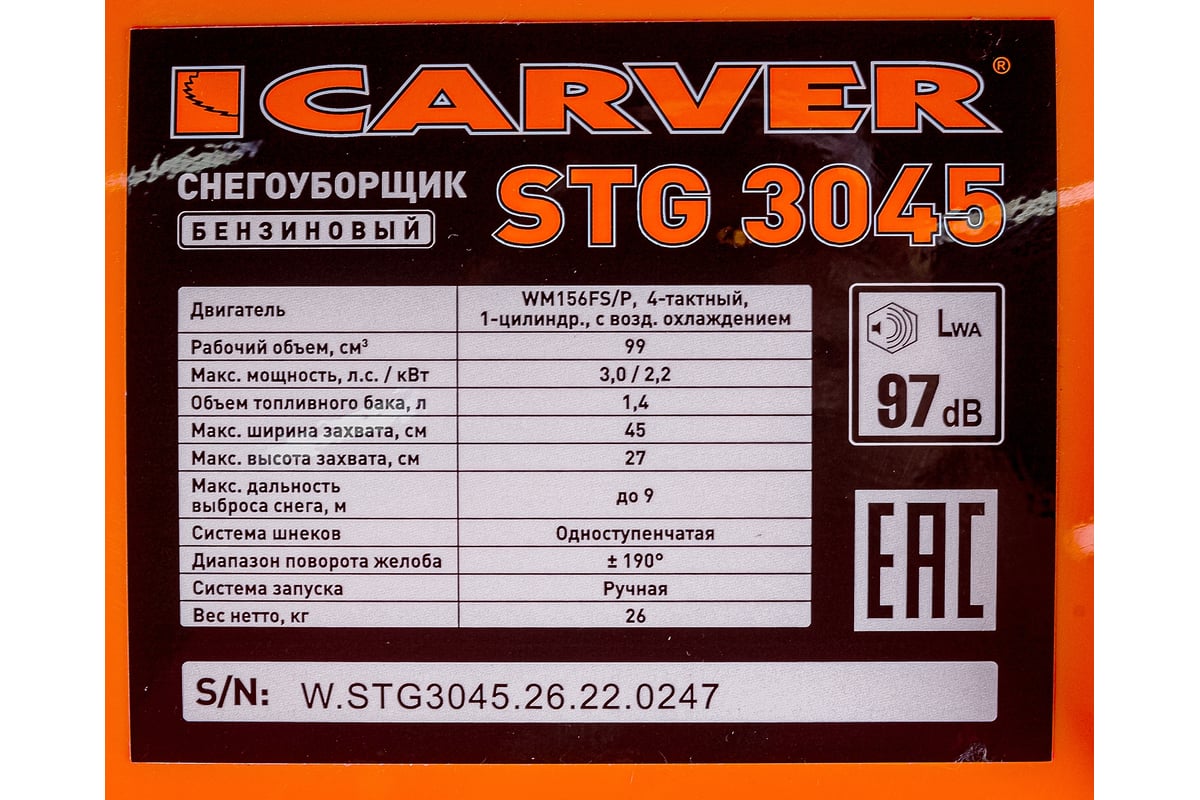 CARVER®
СНЕГОУБОРЩИК
БЕНЗИНОВЫЙ
STG 3045
Двигатель WM156FS/P, 4-тактный, 1-цилиндр., с возд. охлаждением
Рабочий объем, см³ 99
Макс. мощность, л.с. / кВт 3,0 / 2,2
Объем топливного бака, л 1,4
Макс. ширина захвата, см 45
Макс. высота захвата, см 27
Макс. дальность
выброса снега, м до 9
Система шнеков Одноступенчатая
Диапазон поворота желоба ± 190°
Система запуска Ручная
Вес нетто, кг 26
LWA
97 dB
EAC
S/N: W.STG3045.26.22.0247